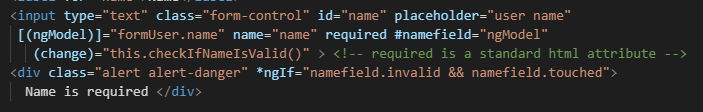 <input type="text" class="form-control" id="name" placeholder="user name"
[(ngModel)]="formUser.name" name="name" required #namefield="ngModel"
(change)="this.checkIfNameIsValid()" > <!-- required is a standard html attribute -->
<div class="alert alert-danger" *ngIf="namefield.invalid && namefield.touched">
Name is required </div>